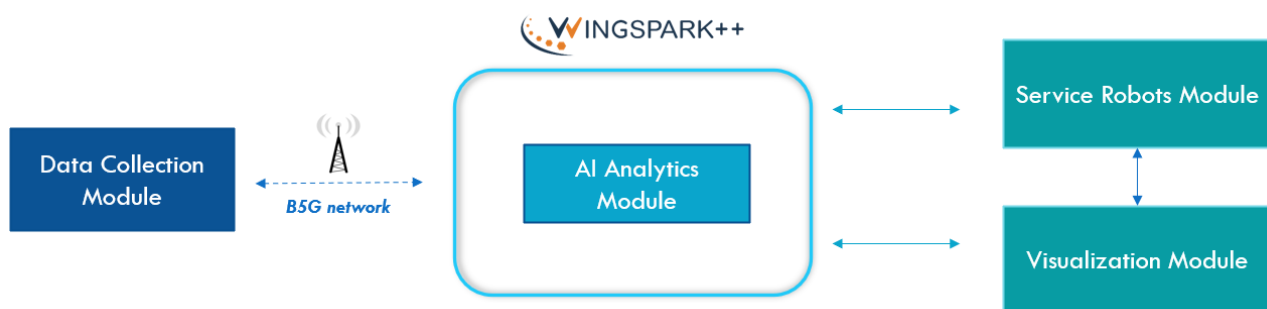 WINGSPARK++
Data Collection
Module
B5G network
AI Analytics
Module
Service Robots Module
Visualization Module